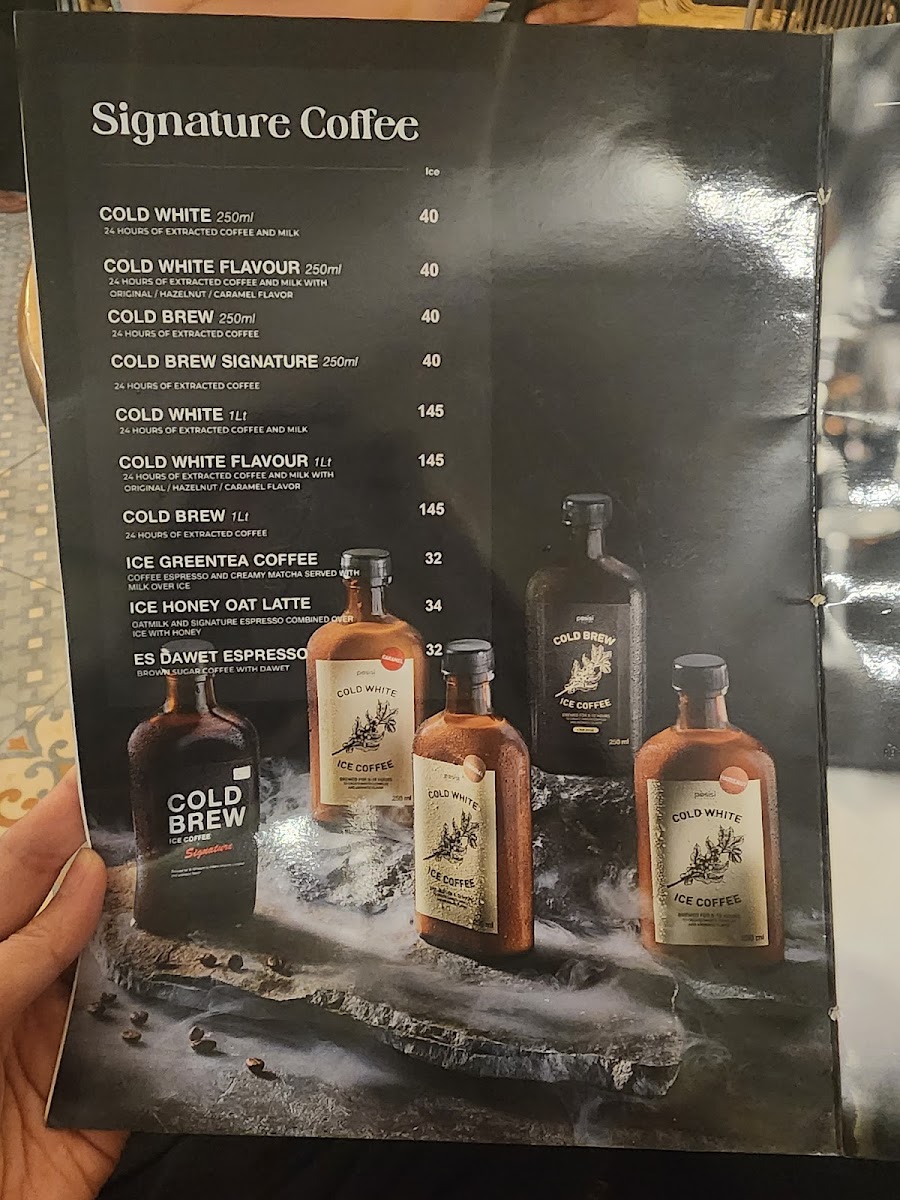 Signature Coffee
Ice
COLD WHITE 250ml 40
24 HOURS OF EXTRACTED COFFEE AND MILK
COLD WHITE FLAVOUR 250ml 40
24 HOURS OF EXTRACTED COFFEE AND MILK WITH
ORIGINAL / HAZELNUT / CARAMEL FLAVOR
COLD BREW 250ml 40
24 HOURS OF EXTRACTED COFFEE
COLD BREW SIGNATURE 250ml 40
24 HOURS OF EXTRACTED COFFEE
COLD WHITE 1Lt 145
24 HOURS OF EXTRACTED COFFEE AND MILK
COLD WHITE FLAVOUR 1Lt 145
24 HOURS OF EXTRACTED COFFEE AND MILK WITH
ORIGINAL / HAZELNUT / CARAMEL FLAVOR
COLD BREW 1Lt 145
24 HOURS OF EXTRACTED COFFEE
ICE GREENTEA COFFEE 32
COFFEE ESPRESSO AND CREAMY MATCHA SERVED WITH
MILK OVER ICE
ICE HONEY OAT LATTE 34
OATMILK AND SIGNATURE ESPRESSO COMBINED OVER
ICE WITH HONEY
ES DAWET ESPRESSO 32
BROWN SUGAR COFFEE WITH DAWET
COLD
BREW
ICE COFFEE
Signature
CARAMEL
COLD WHITE
ICE COFFEE
250 ml
COLD WHITE
ICE COFFEE
COLD BREW
ICE COFFEE
250 ml
COLD WHITE
ICE COFFEE